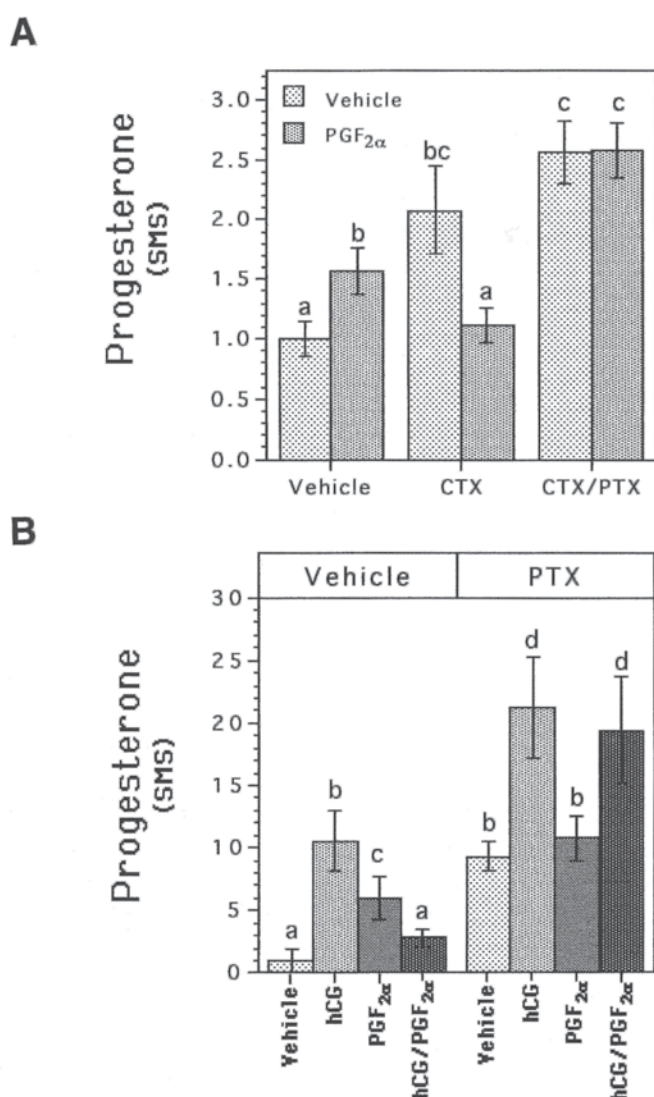 A
Progesterone
(SMS)
3.0
2.5
2.0
1.5
1.0
0.5
0.0
Vehicle
PGF2α
a
b
bc
a
c
c
Vehicle
CTX
CTX/PTX
B
Vehicle
PTX
Progesterone
(SMS)
30
25
20
15
10
5
0
a
b
c
a
b
d
b
d
Vehicle
hCG
PGF2α
hCG/PGF2α
Vehicle
hCG
PGF2α
hCG/PGF2α